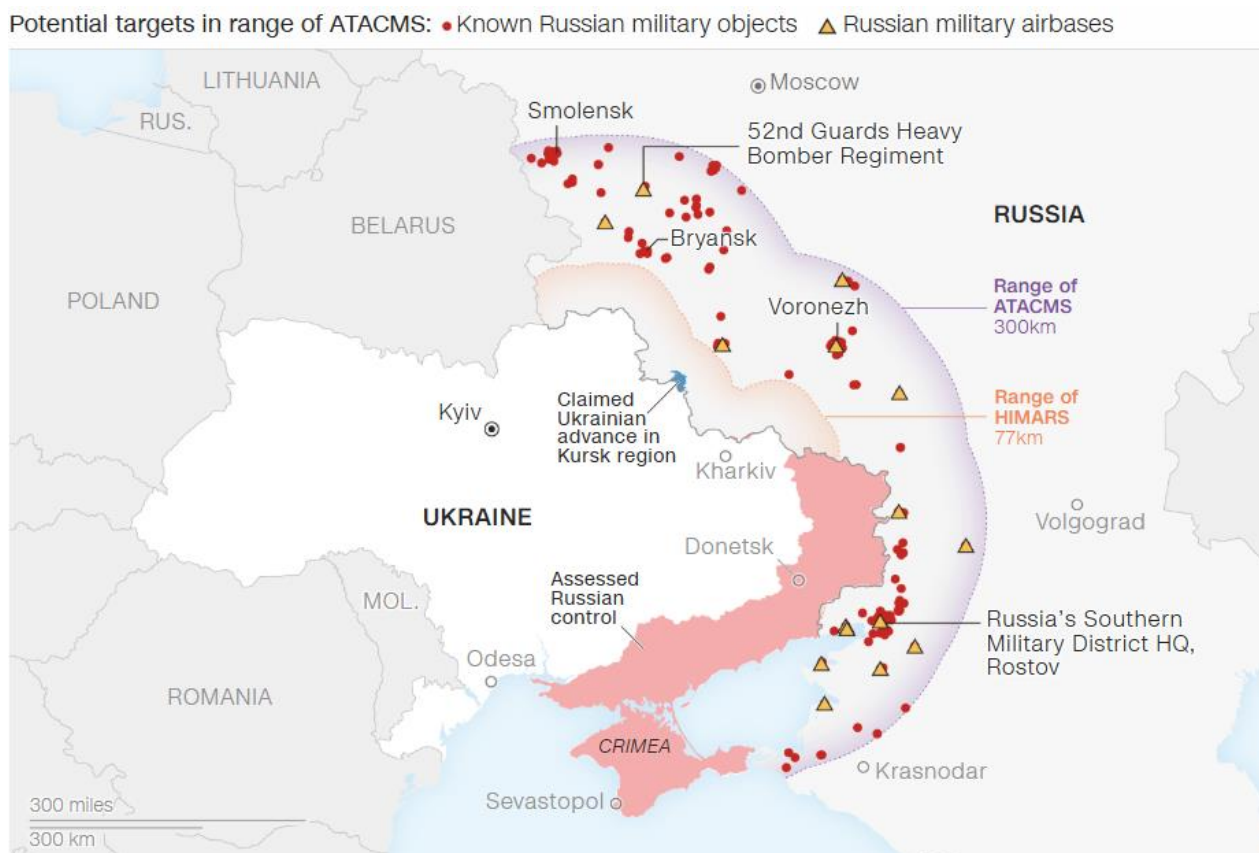 Potential targets in range of ATACMS: Known Russian military objects Russian military airbases
LITHUANIA
Moscow
RUS.
Smolensk
52nd Guards Heavy
Bomber Regiment
BELARUS
RUSSIA
Bryansk
POLAND
Range of
ATACMS
300km
Voronezh
Claimed
Ukrainian
advance in
Kursk region
Range of
HIMARS
77km
Kyiv
Kharkiv
UKRAINE
Volgograd
Donetsk
Assessed
Russian
control
MOL.
Russia's Southern
Military District HQ,
Rostov
Odesa
ROMANIA
CRIMEA
Krasnodar
Sevastopol
300 miles
300 km